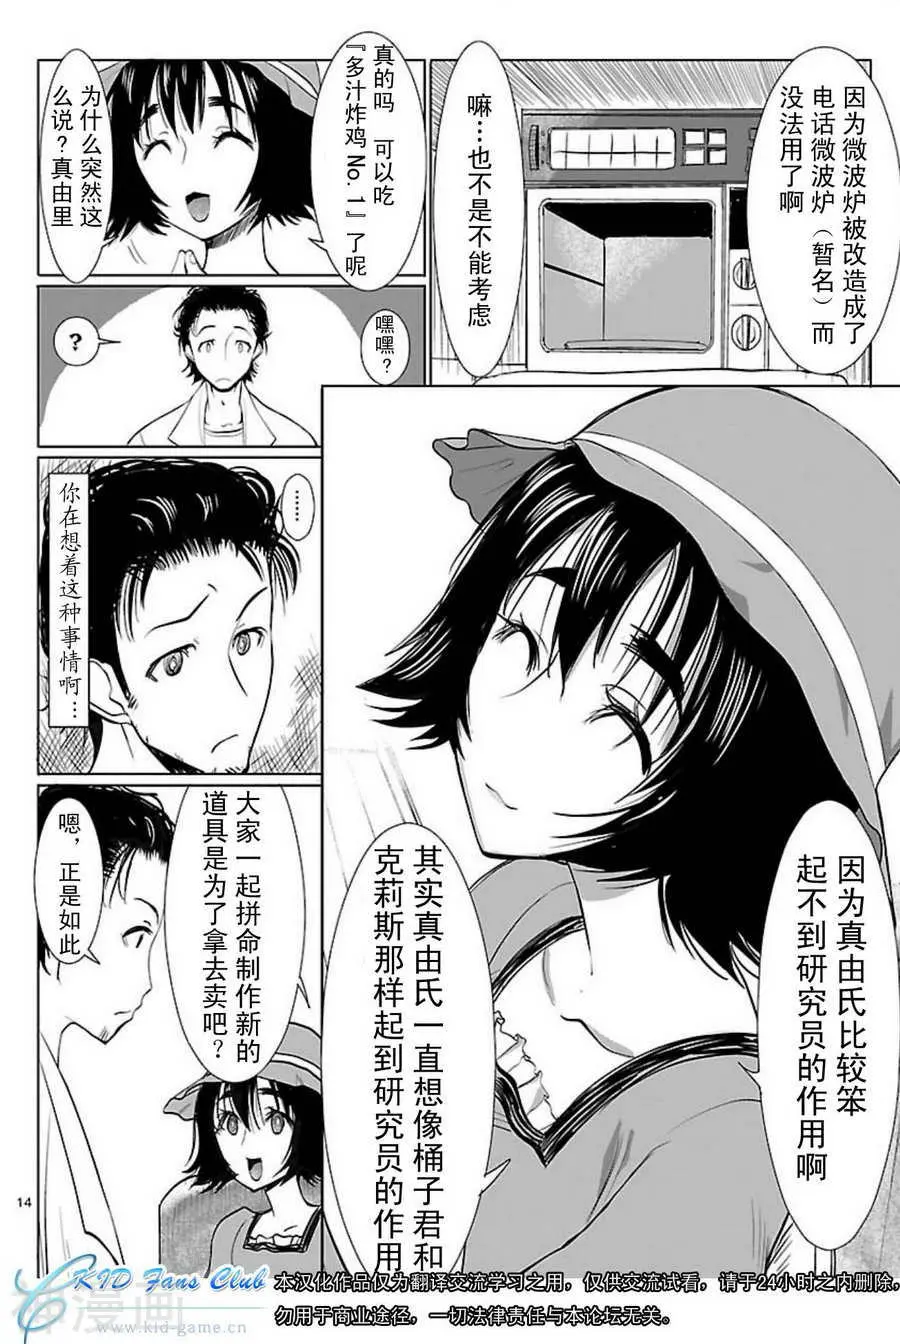 因为微波炉被改造成了
电话微波炉（暂名）而
没法用了啊
嘛…也不是不能考虑
真的吗　可以吃
『多汁炸鸡No.1』了呢
为什么突然这
么说？真由里
嘿嘿？
?
……
你在想着这种事情啊…
因为真由氏比较笨
起不到研究员的作用啊
其实真由氏一直想像桶子君和
克莉斯那样起到研究员的作用
大家一起拼命制作新的
道具是为了拿去卖吧？
嗯，正是如此
14
KID Fans Club
www.kid-game.cn
本汉化作品仅为翻译交流学习之用，仅供交流试看，请于24小时之内删除，
勿用于商业途径，一切法律责任与本论坛无关。